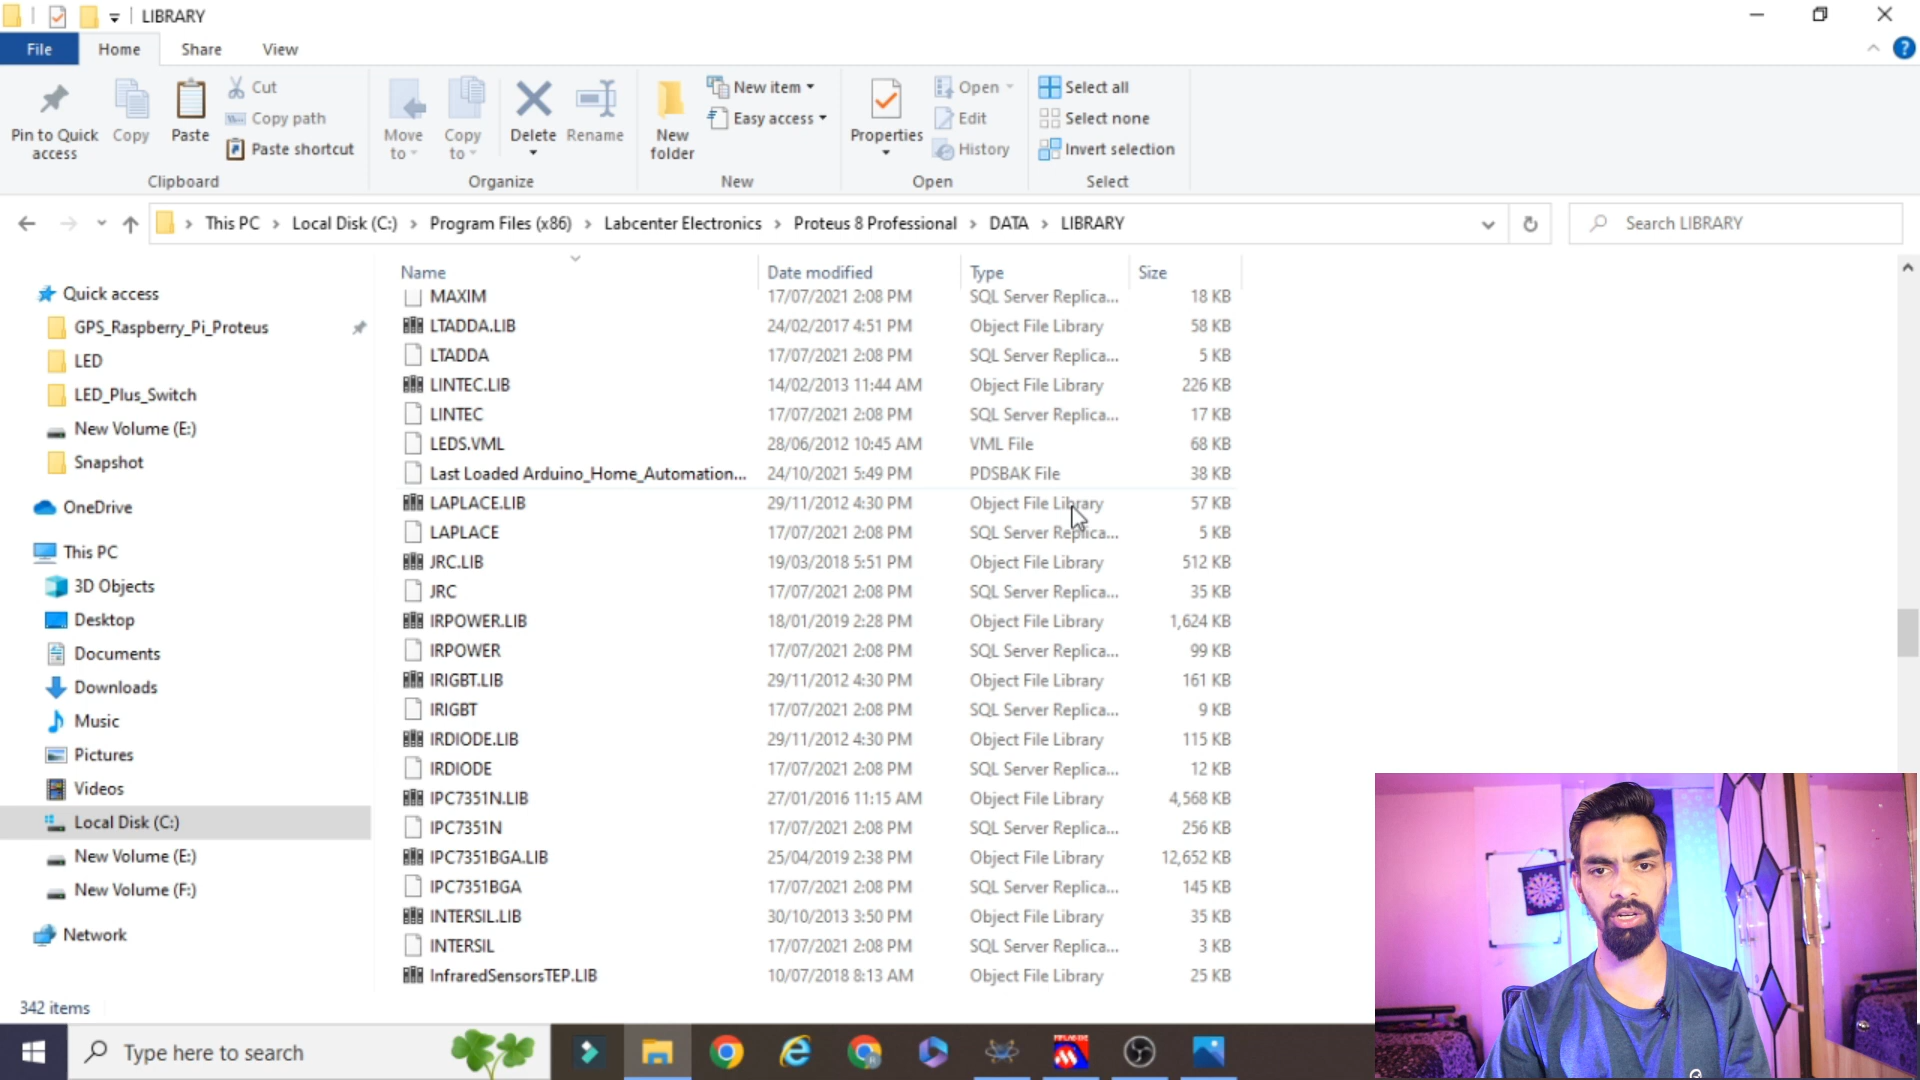 LIBRARY
File Home Share View
Pin to Quick access
Copy
Paste
Cut
Copy path
Paste shortcut
Clipboard
Move to
Copy to
Delete
Rename
Organize
New folder
New item
Easy access
New
Properties
Open
Edit
History
Open
Select all
Select none
Invert selection
Select
This PC > Local Disk (C:) > Program Files (x86) > Labcenter Electronics > Proteus 8 Professional > DATA > LIBRARY
Search LIBRARY
Quick access
GPS_Raspberry_Pi_Proteus
LED
LED_Plus_Switch
New Volume (E:)
Snapshot
OneDrive
This PC
3D Objects
Desktop
Documents
Downloads
Music
Pictures
Videos
Local Disk (C:)
New Volume (E:)
New Volume (F:)
Network
Name Date modified Type Size
MAXIM 17/07/2021 2:08 PM SQL Server Replica... 18 KB
LTADDA.LIB 24/02/2017 4:51 PM Object File Library 58 KB
LTADDA 17/07/2021 2:08 PM SQL Server Replica... 5 KB
LINTEC.LIB 14/02/2013 11:44 AM Object File Library 226 KB
LINTEC 17/07/2021 2:08 PM SQL Server Replica... 17 KB
LEDS.VML 28/06/2012 10:45 AM VML File 68 KB
Last Loaded Arduino_Home_Automation... 24/10/2021 5:49 PM PDSBAK File 38 KB
LAPLACE.LIB 29/11/2012 4:30 PM Object File Library 57 KB
LAPLACE 17/07/2021 2:08 PM SQL Server Replica... 5 KB
JRC.LIB 19/03/2018 5:51 PM Object File Library 512 KB
JRC 17/07/2021 2:08 PM SQL Server Replica... 35 KB
IRPOWER.LIB 18/01/2019 2:28 PM Object File Library 1,624 KB
IRPOWER 17/07/2021 2:08 PM SQL Server Replica... 99 KB
IRIGBT.LIB 29/11/2012 4:30 PM Object File Library 161 KB
IRIGBT 17/07/2021 2:08 PM SQL Server Replica... 9 KB
IRDIODE.LIB 29/11/2012 4:30 PM Object File Library 115 KB
IRDIODE 17/07/2021 2:08 PM SQL Server Replica... 12 KB
IPC7351N.LIB 27/01/2016 11:15 AM Object File Library 4,568 KB
IPC7351N 17/07/2021 2:08 PM SQL Server Replica... 256 KB
IPC7351BGA.LIB 25/04/2019 2:38 PM Object File Library 12,652 KB
IPC7351BGA 17/07/2021 2:08 PM SQL Server Replica... 145 KB
INTERSIL.LIB 30/10/2013 3:50 PM Object File Library 35 KB
INTERSIL 17/07/2021 2:08 PM SQL Server Replica... 3 KB
InfraredSensorsTEP.LIB 10/07/2018 8:13 AM Object File Library 25 KB
342 items
Type here to search